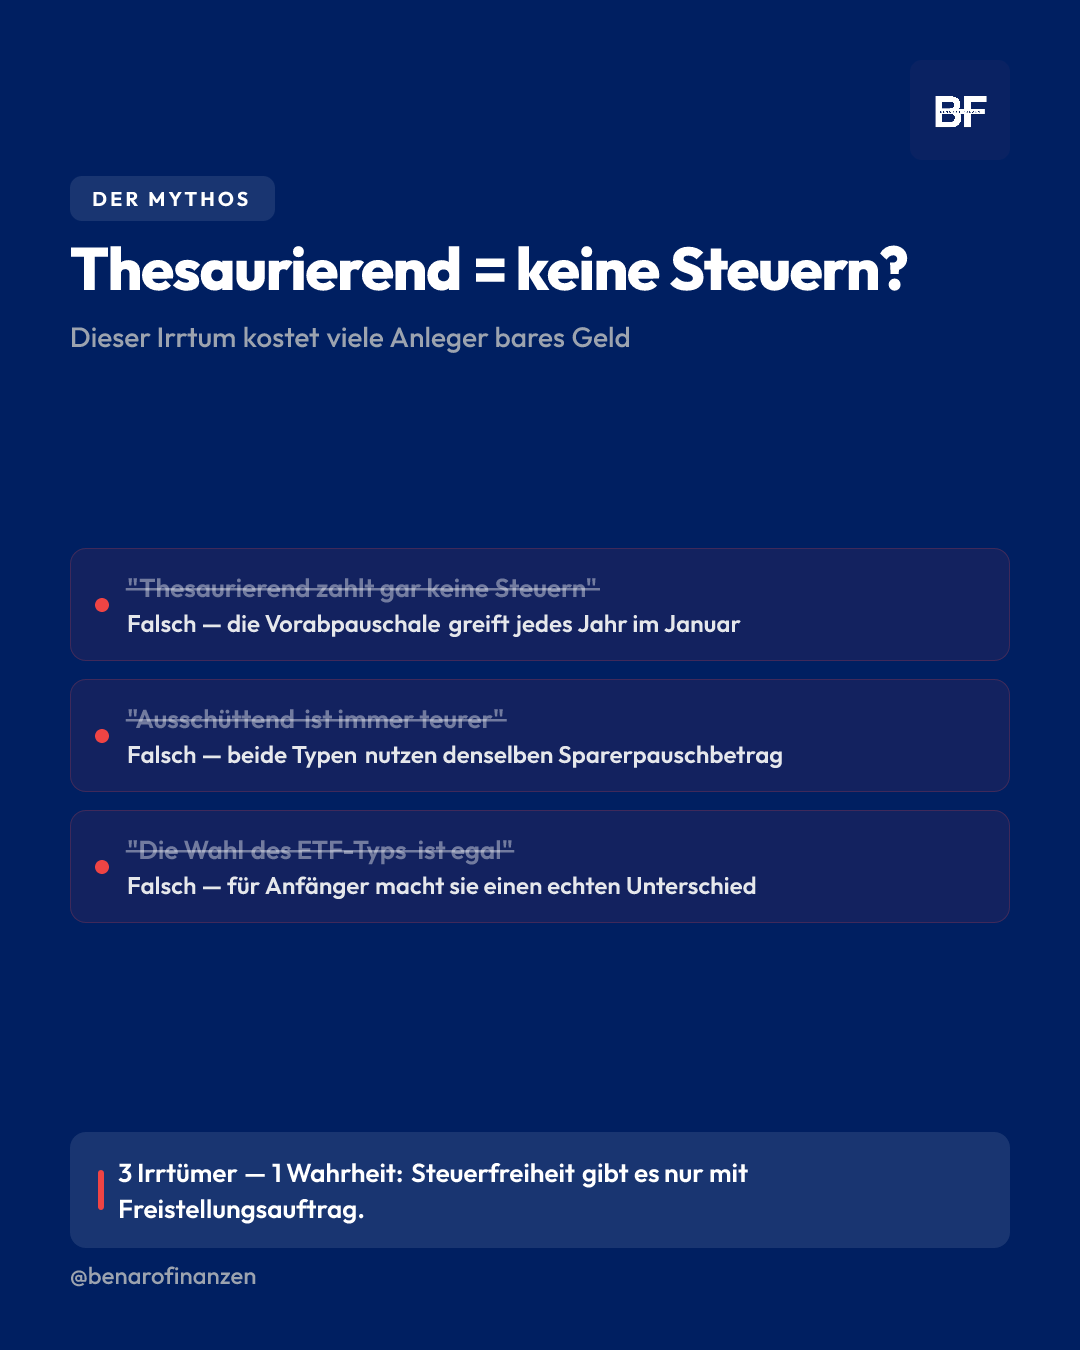 BF
DER MYTHOS
Thesaurierend = keine Steuern?
Dieser Irrtum kostet viele Anleger bares Geld
"Thesaurierend zahlt gar keine Steuern"
Falsch — die Vorabpauschale greift jedes Jahr im Januar
"Ausschüttend ist immer teurer"
Falsch — beide Typen nutzen denselben Sparerpauschbetrag
"Die Wahl des ETF-Typs ist egal"
Falsch — für Anfänger macht sie einen echten Unterschied
3 Irrtümer — 1 Wahrheit: Steuerfreiheit gibt es nur mit
Freistellungsauftrag.
@benarofinanzen